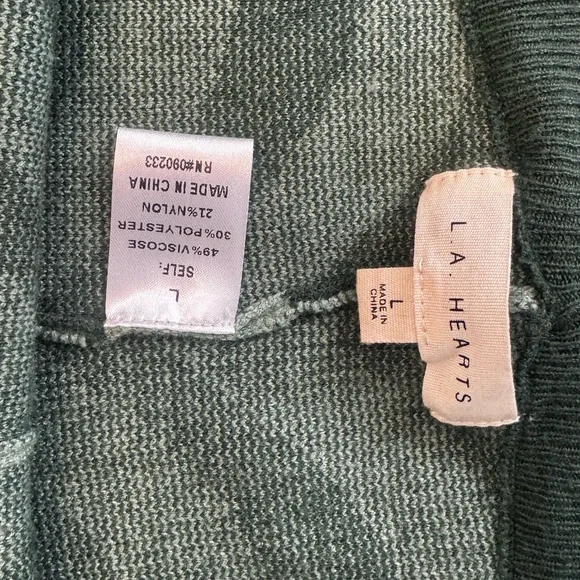 L
SELF:
49%VISCOSE
30%POLYESTER
21%NYLON
MADE IN CHINA
RN#090233
L
MADE IN
CHINA
L.A. HEARTS